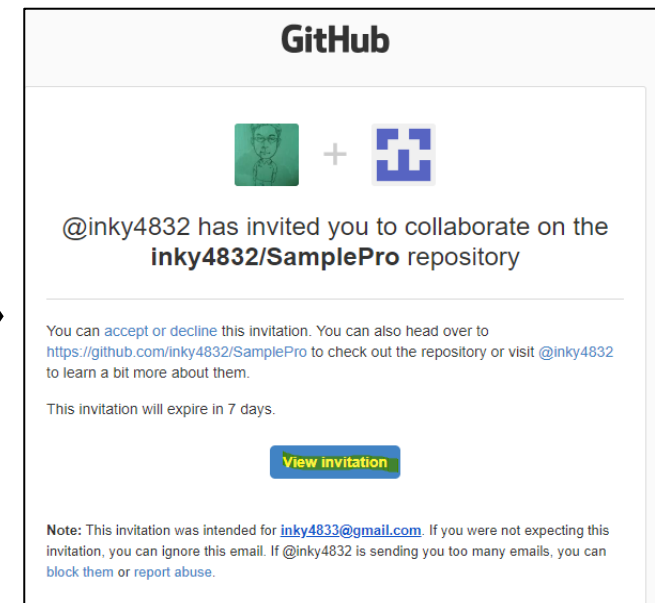 GitHub
+
@inky4832 has invited you to collaborate on the
inky4832/SamplePro repository
You can accept or decline this invitation. You can also head over to
https://github.com/inky4832/SamplePro to check out the repository or visit @inky4832
to learn a bit more about them.
This invitation will expire in 7 days.
View invitation
Note: This invitation was intended for inky4833@gmail.com. If you were not expecting this
invitation, you can ignore this email. If @inky4832 is sending you too many emails, you can
block them or report abuse.